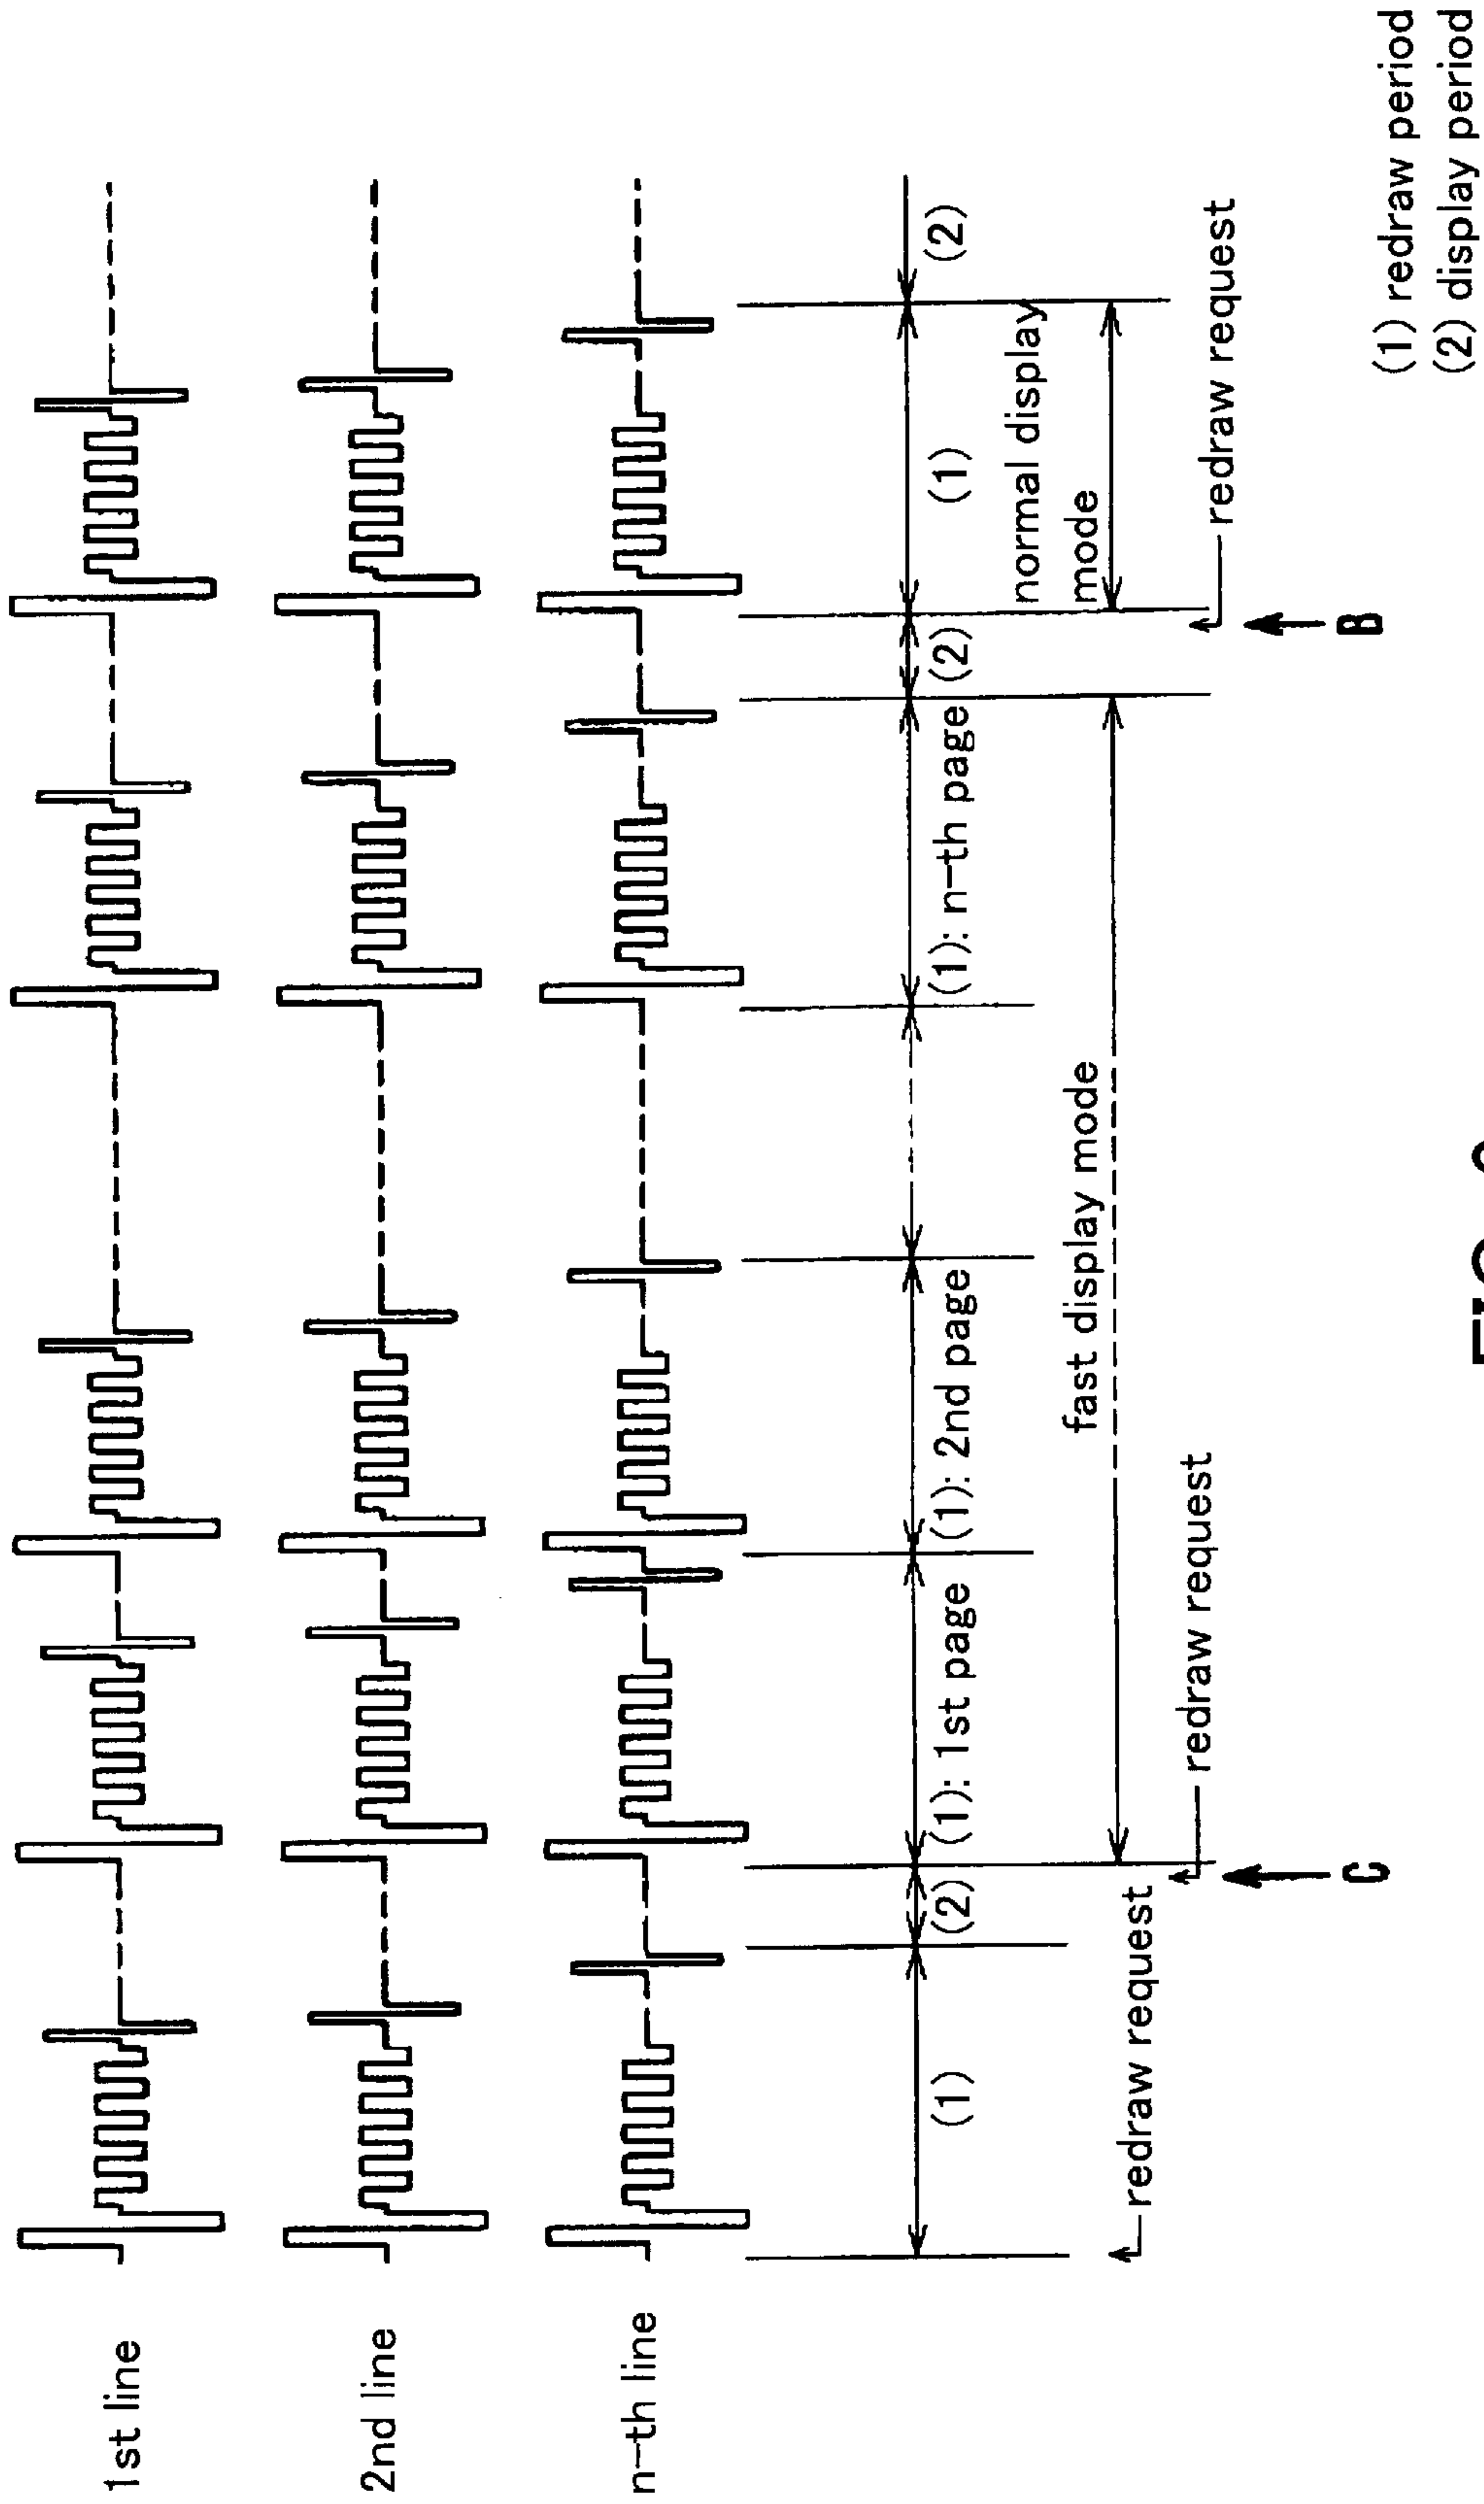 1st line
2nd line
n-th line
(1)
(2)
(1): 1st page
(1): 2nd page
(1): n-th page
(2)
(1)
(2)
fast display mode
normal display
mode
redraw request
redraw request
redraw request
C
B
(1) redraw period
(2) display period